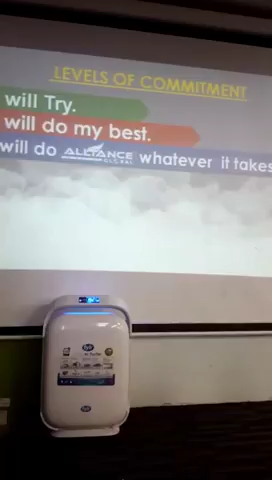 LEVELS OF COMMITMENT
will Try.
will do my best.
will do ALLIANCE GLOBAL whatever it takes